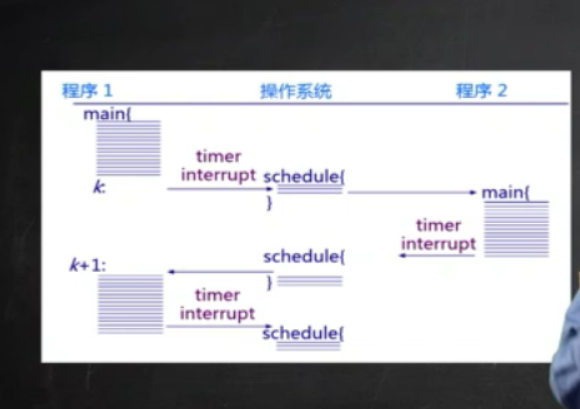 程序 1 操作系统 程序 2
main{
timer
interrupt schedule{
k:
}
main{
timer
interrupt
schedule{
k+1:
}
timer
interrupt
schedule{